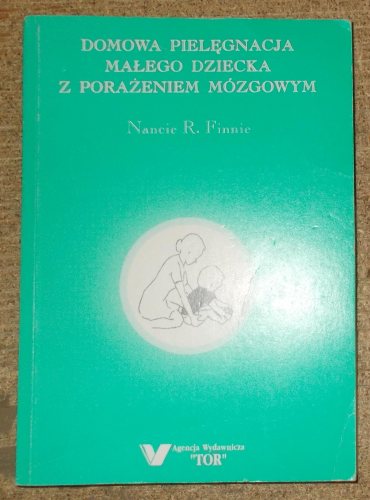 DOMOWA PIELĘGNACJA
MAŁEGO DZIECKA
Z PORAŻENIEM MÓZGOWYM
Nancie R. Finnie
Agencja Wydawnicza
"TOR"